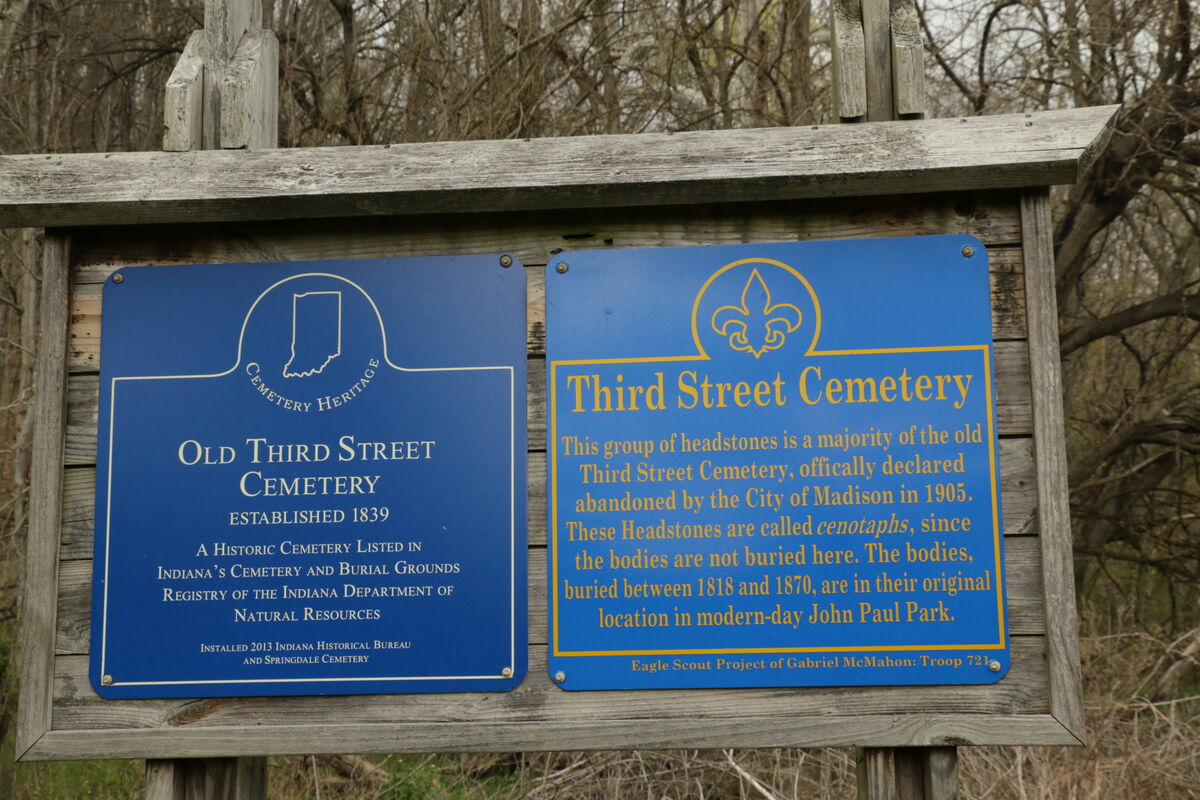 CEMETERY HERITAGE
OLD THIRD STREET
CEMETERY
ESTABLISHED 1839
A HISTORIC CEMETERY LISTED IN
INDIANA'S CEMETERY AND BURIAL GROUNDS
REGISTRY OF THE INDIANA DEPARTMENT OF
NATURAL RESOURCES
INSTALLED 2013 INDIANA HISTORICAL BUREAU
AND SPRINGDALE CEMETERY
Third Street Cemetery
This group of headstones is a majority of the old
Third Street Cemetery, offically declared
abandoned by the City of Madison in 1905.
These Headstones are called cenotaphs, since
the bodies are not buried here. The bodies,
buried between 1818 and 1870, are in their original
location in modern-day John Paul Park.
Eagle Scout Project of Gabriel McMahon: Troop 721